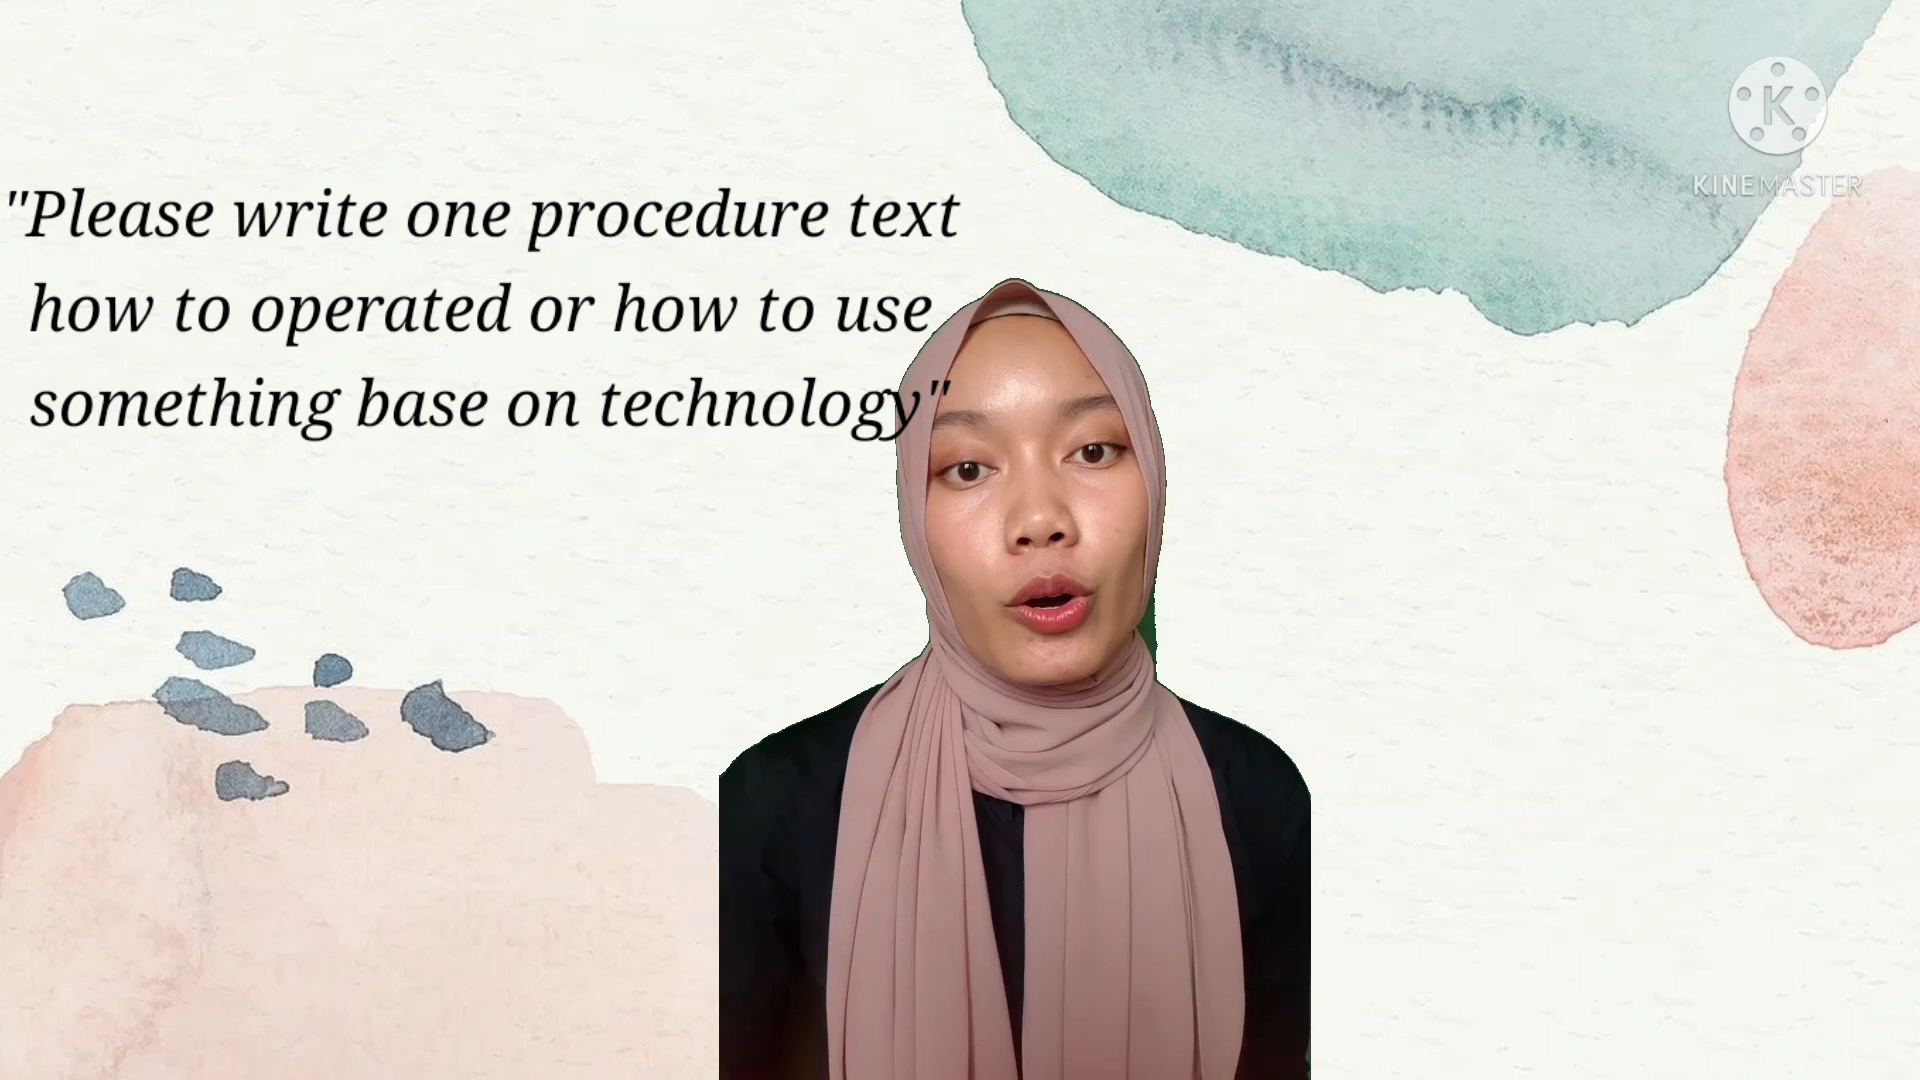 "Please write one procedure text
how to operated or how to use
something base on technology"
K
KINEMASTER